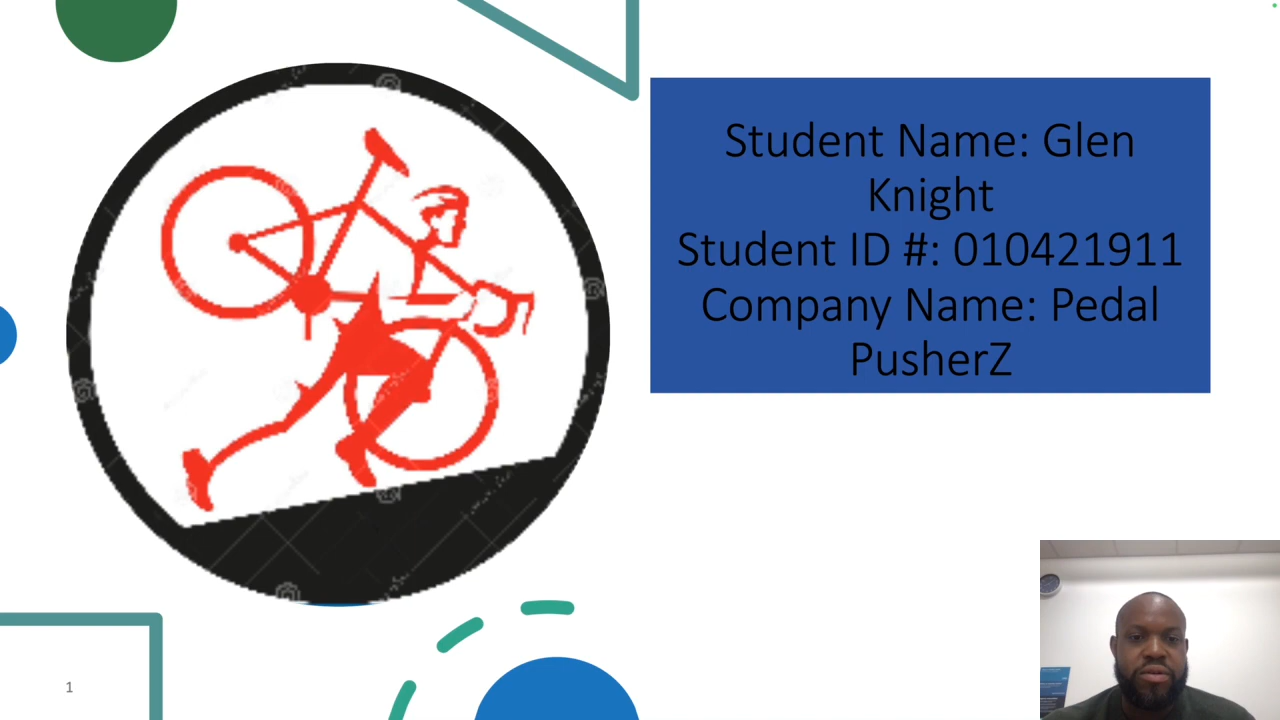 Student Name: Glen
Knight
Student ID #: 010421911
Company Name: Pedal
PusherZ
1